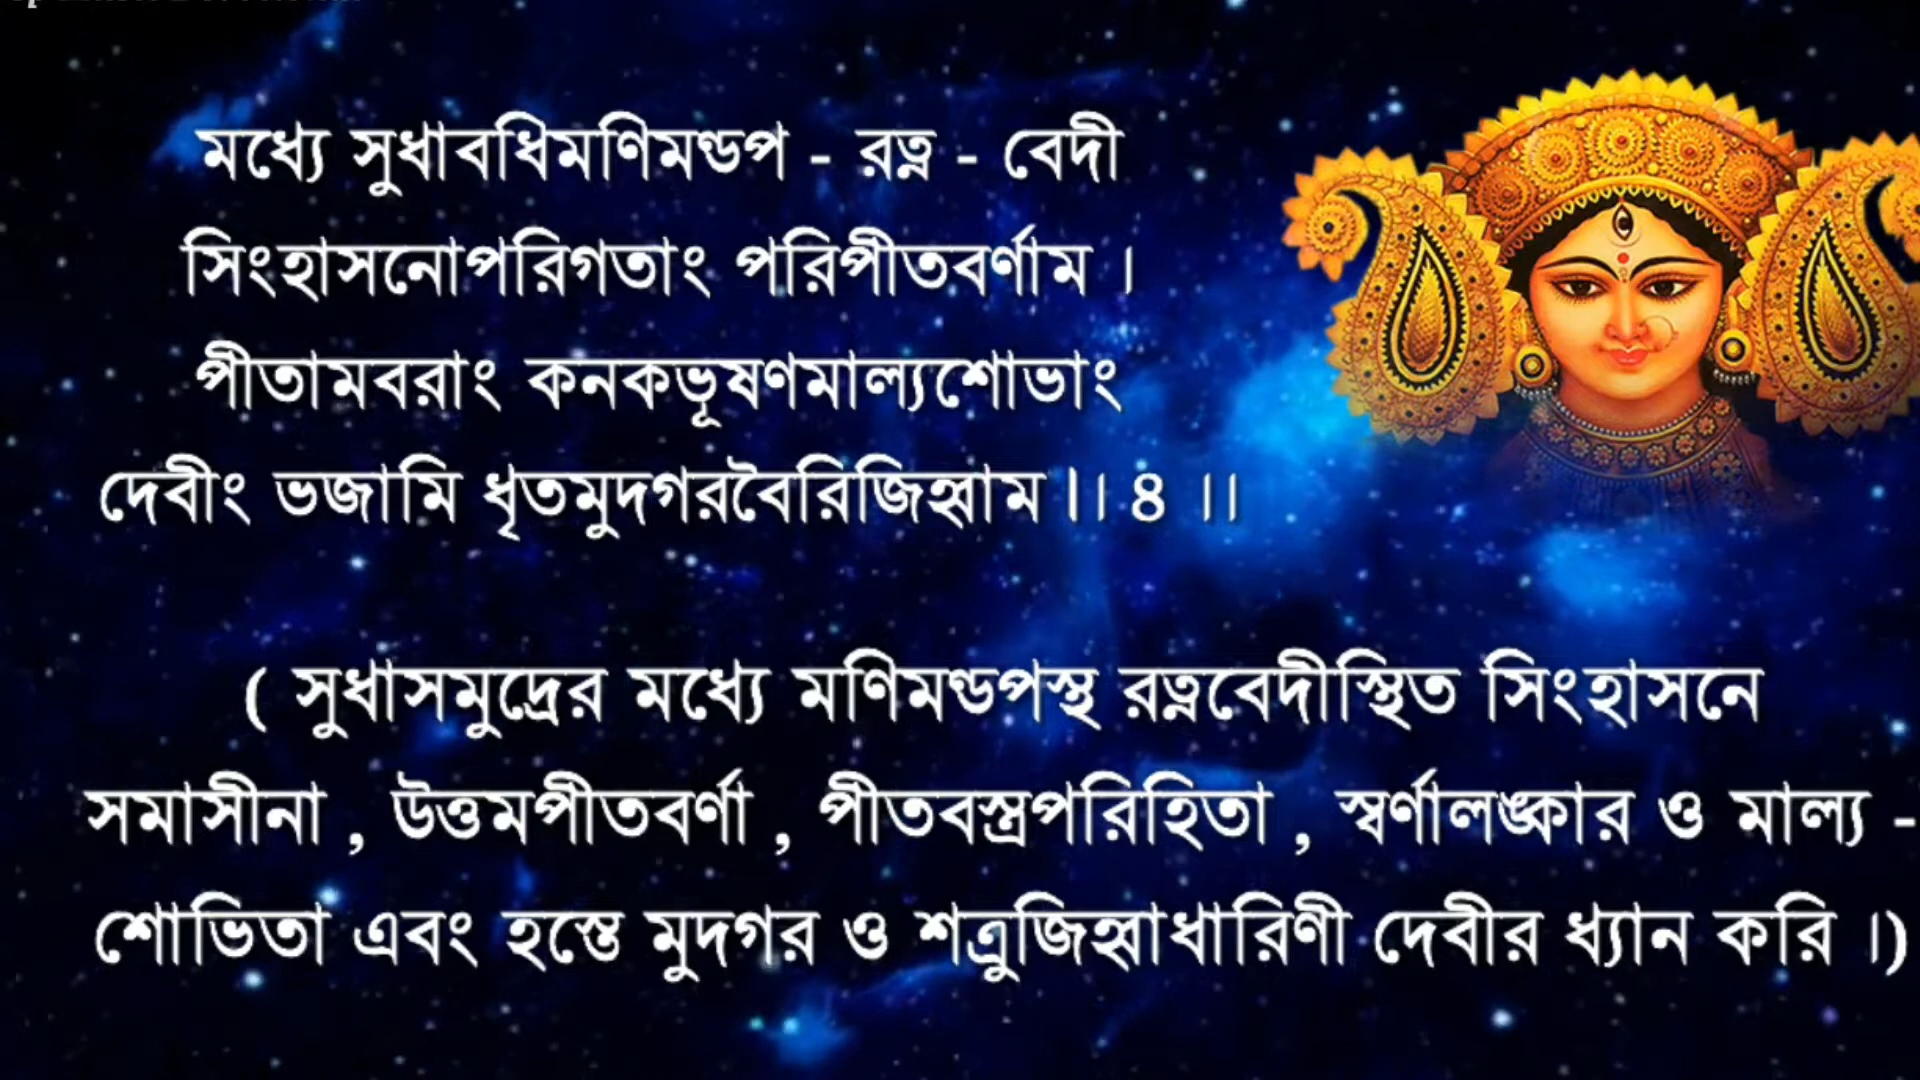 মধ্যে সুধাবধিমণিমণ্ডপ - রত্ন - বেদী
সিংহাসনোপরিগতাং পরিপীতবর্ণাম ।
পীতামবরাং কনকভূষণমাল্যশোভাং
দেবীং ভজামি ধৃতমুদগরবৈরিজিহ্বাম ।। ৪ ।।
( সুধাসমুদ্রের মধ্যে মণিমণ্ডপস্থ রত্নবেদীস্থিত সিংহাসনে
সমাসীনা , উত্তমপীতবর্ণা , পীতবস্ত্রপরিহিতা , স্বর্ণালঙ্কার ও মাল্য -
শোভিতা এবং হস্তে মুদগর ও শত্রুজিহ্বাধারিণী দেবীর ধ্যান করি ।)